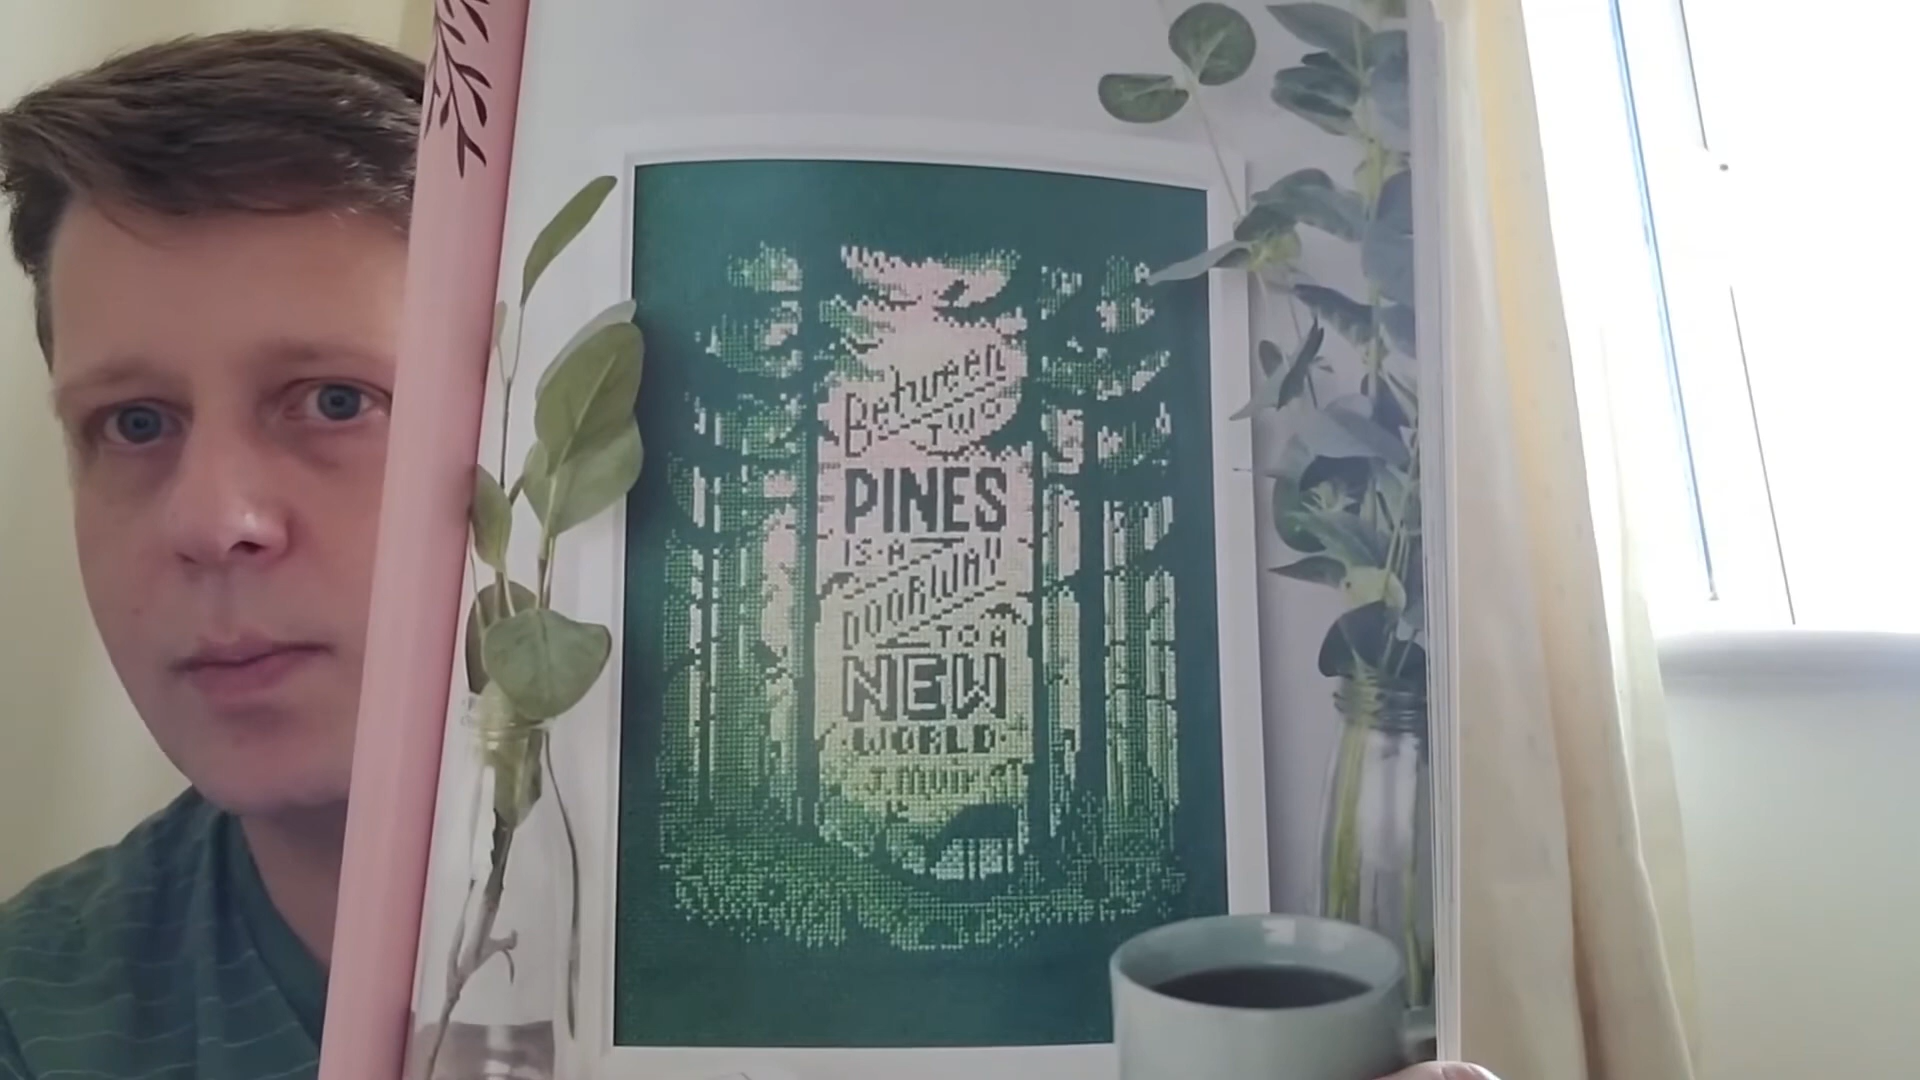 Between
TWO
PINES
IS·A
DOORWAY
TO A
NEW
·WORLD·
·J. Muir·